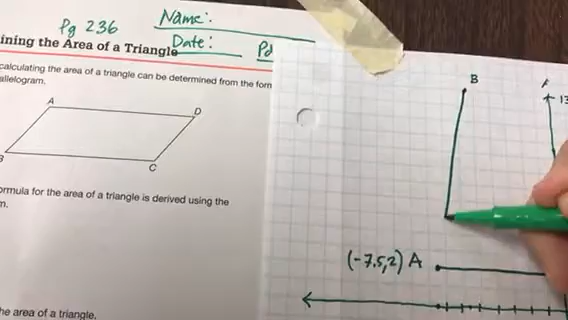 Pg 236
Name:
Date:
Pd
ining the Area of a Triangle
calculating the area of a triangle can be determined from the form
allelogram.
A
D
B
C
ormula for the area of a triangle is derived using the
m.
he area of a triangle.
B
13
(-7.5,2) A